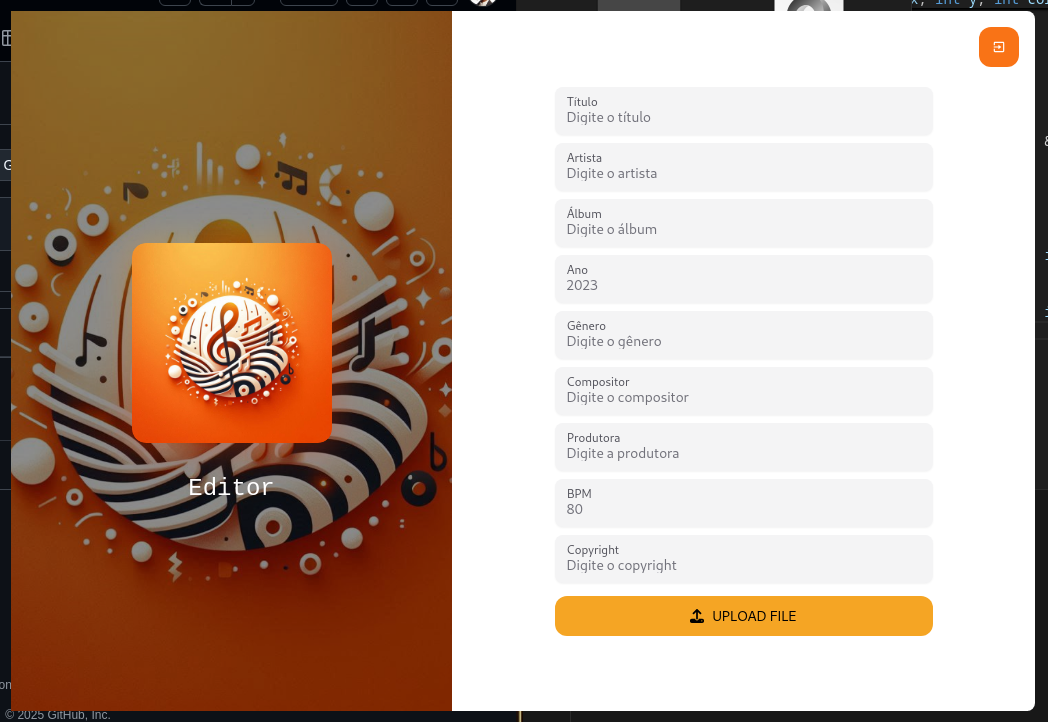 x, int y, int co
G
Título
Digite o título
Artista
Digite o artista
Álbum
Digite o álbum
Ano
2023
Gênero
Digite o gênero
Compositor
Digite o compositor
Produtora
Digite a produtora
Editor
BPM
80
Copyright
Digite o copyright
UPLOAD FILE
on
© 2025 GitHub, Inc.